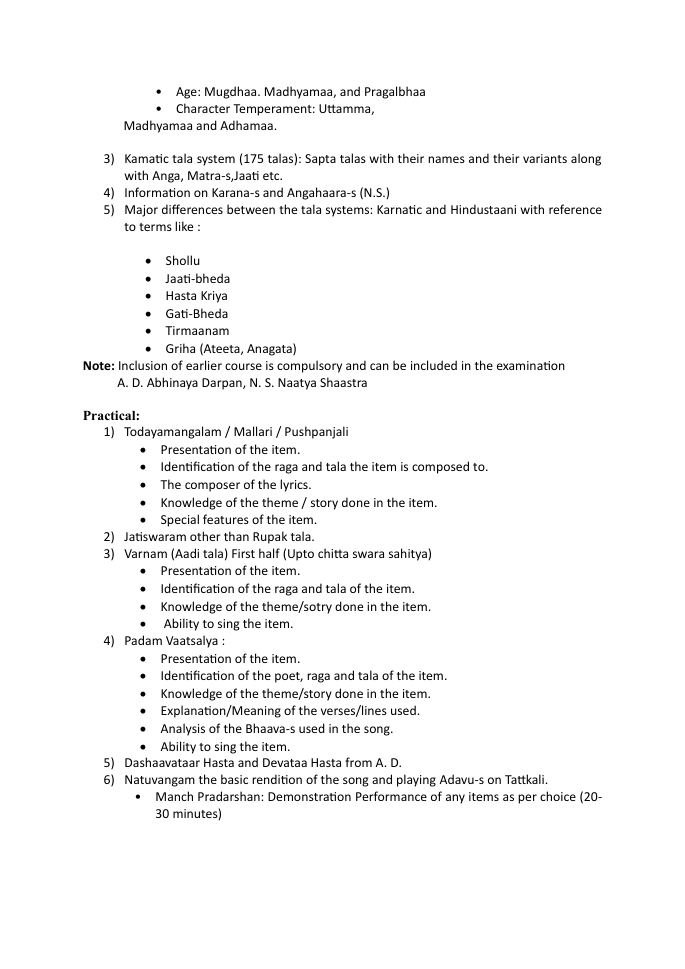 • Age: Mugdhaa. Madhyamaa, and Pragalbhaa
• Character Temperament: Uttamma,
Madhyamaa and Adhamaa.
3) Kamatic tala system (175 talas): Sapta talas with their names and their variants along
with Anga, Matra-s,Jaati etc.
4) Information on Karana-s and Angahaara-s (N.S.)
5) Major differences between the tala systems: Karnatic and Hindustaani with reference
to terms like :
• Shollu
• Jaati-bheda
• Hasta Kriya
• Gati-Bheda
• Tirmaanam
• Griha (Ateeta, Anagata)
Note: Inclusion of earlier course is compulsory and can be included in the examination
A. D. Abhinaya Darpan, N. S. Naatya Shaastra
Practical:
1) Todayamangalam / Mallari / Pushpanjali
• Presentation of the item.
• Identification of the raga and tala the item is composed to.
• The composer of the lyrics.
• Knowledge of the theme / story done in the item.
• Special features of the item.
2) Jatiswaram other than Rupak tala.
3) Varnam (Aadi tala) First half (Upto chitta swara sahitya)
• Presentation of the item.
• Identification of the raga and tala of the item.
• Knowledge of the theme/sotry done in the item.
• Ability to sing the item.
4) Padam Vaatsalya :
• Presentation of the item.
• Identification of the poet, raga and tala of the item.
• Knowledge of the theme/story done in the item.
• Explanation/Meaning of the verses/lines used.
• Analysis of the Bhaava-s used in the song.
• Ability to sing the item.
5) Dashaavataar Hasta and Devataa Hasta from A. D.
6) Natuvangam the basic rendition of the song and playing Adavu-s on Tattkali.
• Manch Pradarshan: Demonstration Performance of any items as per choice (20-
30 minutes)